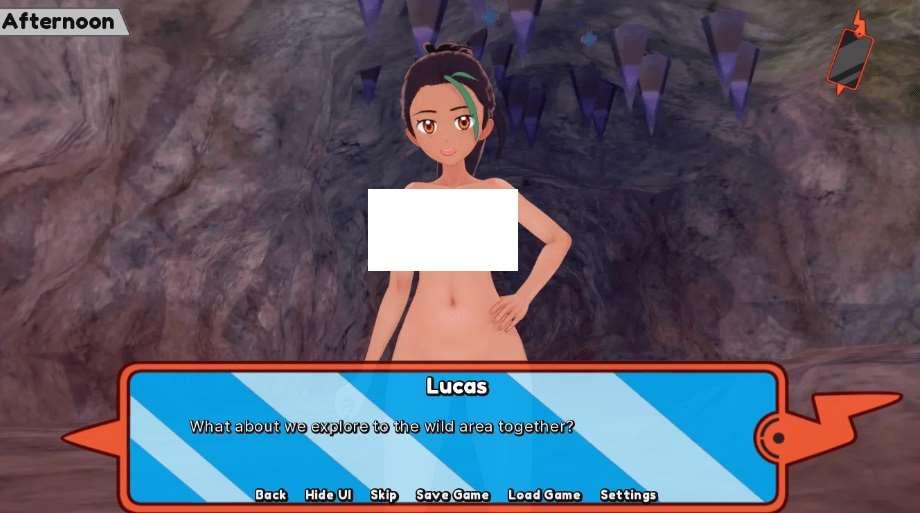 Afternoon
Lucas
What about we explore to the wild area together?
Back Hide UI Skip Save Game Load Game Settings